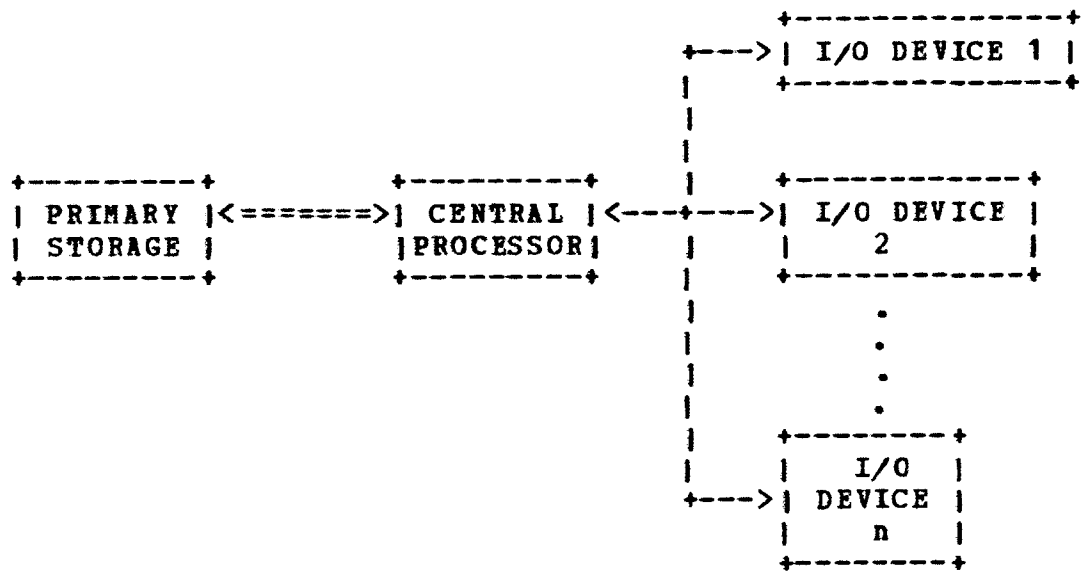 I/O DEVICE 1
PRIMARY STORAGE
CENTRAL PROCESSOR
I/O DEVICE 2
I/O DEVICE n